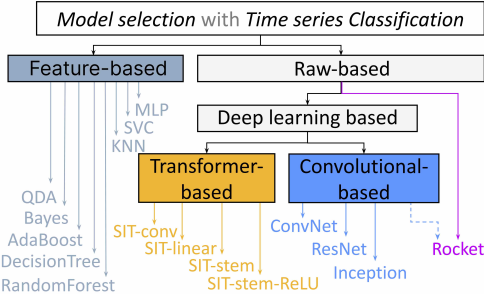 Model selection with Time series Classification
Feature-based
Raw-based
Deep learning based
Transformer-
based
Convolutional-
based
MLP
SVC
KNN
QDA
Bayes
AdaBoost
DecisionTree
RandomForest
SIT-conv
SIT-linear
SIT-stem
SIT-stem-ReLU
ConvNet
ResNet
Inception
Rocket